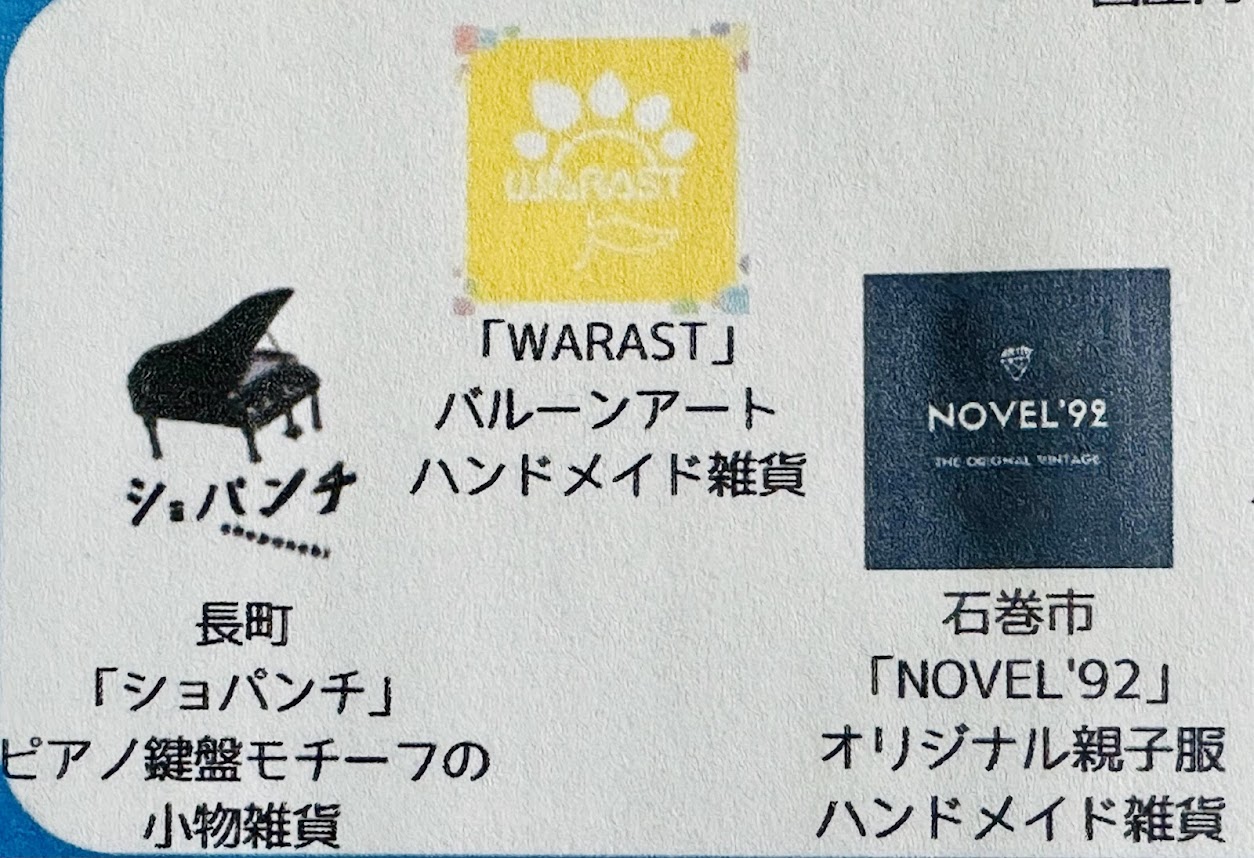 WARAST
「WARAST」
バルーンアート
ハンドメイド雑貨
ショパンチ
chopanchi
長町
「ショパンチ」
ピアノ鍵盤モチーフの
小物雑貨
NOVEL'92
THE ORIGINAL VINTAGE
石巻市
「NOVEL'92」
オリジナル親子服
ハンドメイド雑貨